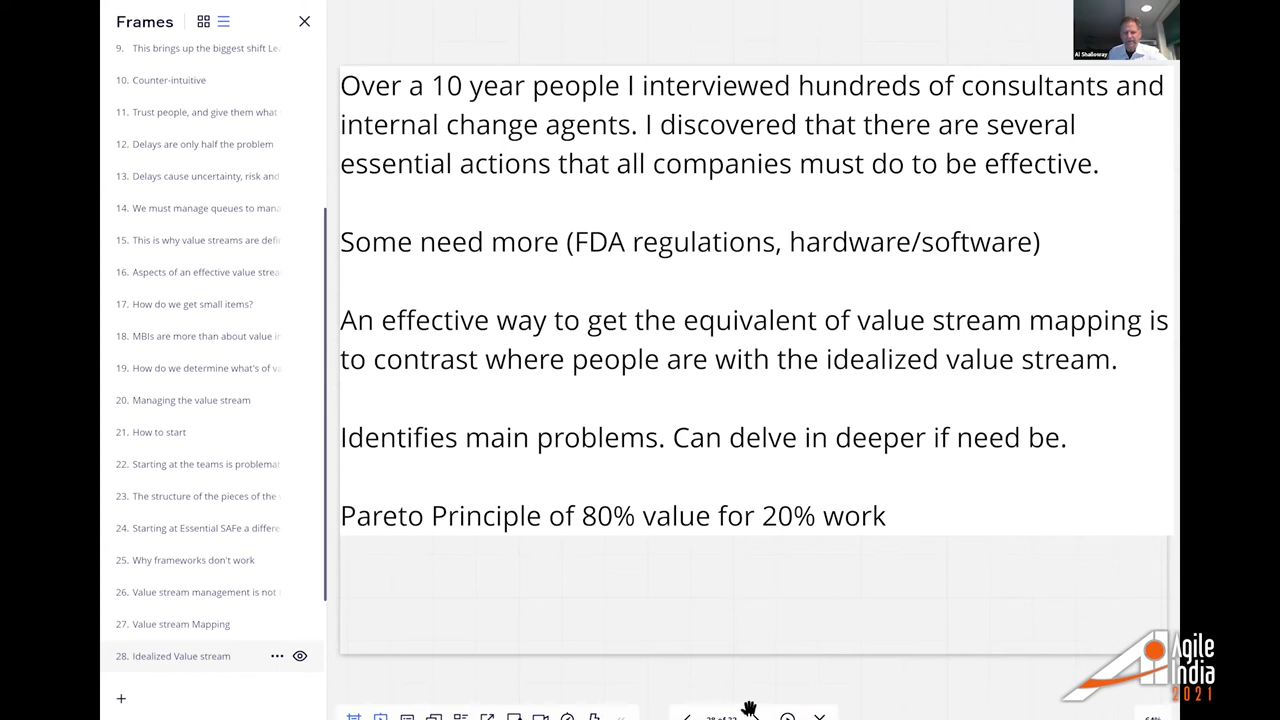 Frames
9. This brings up the biggest shift Le
10. Counter-intuitive
11. Trust people, and give them what
12. Delays are only half the problem
13. Delays cause uncertainty, risk and
14. We must manage queues to mana
15. This is why value streams are defi
16. Aspects of an effective value strea
17. How do we get small items?
18. MBIs are more than about value i
19. How do we determine what's of va
20. Managing the value stream
21. How to start
22. Starting at the teams is problemat
23. The structure of the pieces of the
24. Starting at Essential SAFe a differe
25. Why frameworks don't work
26. Value stream management is not
27. Value stream Mapping
28. Idealized Value stream
Al Shalloway
Over a 10 year people I interviewed hundreds of consultants and
internal change agents. I discovered that there are several
essential actions that all companies must do to be effective.
Some need more (FDA regulations, hardware/software)
An effective way to get the equivalent of value stream mapping is
to contrast where people are with the idealized value stream.
Identifies main problems. Can delve in deeper if need be.
Pareto Principle of 80% value for 20% work
Agile
India
2021